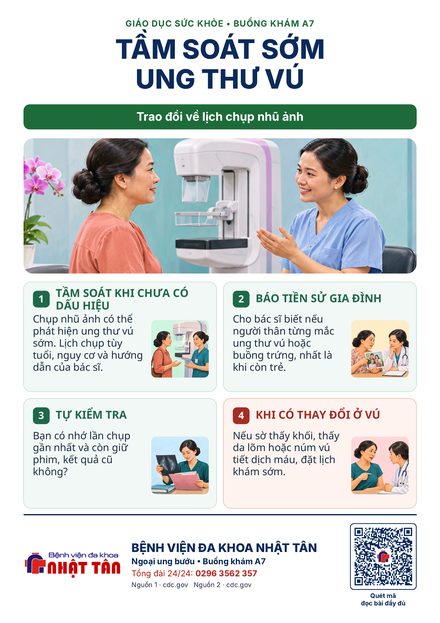 GIÁO DỤC SỨC KHỎE • BUỒNG KHÁM A7
TẦM SOÁT SỚM
UNG THƯ VÚ
Trao đổi về lịch chụp nhũ ảnh
1 TẦM SOÁT KHI CHƯA CÓ
DẤU HIỆU
Chụp nhũ ảnh có thể
phát hiện ung thư vú
sớm. Lịch chụp tùy
tuổi, nguy cơ và hướng
dẫn của bác sĩ.
2 BÁO TIỀN SỬ GIA ĐÌNH
Cho bác sĩ biết nếu
người thân từng mắc
ung thư vú hoặc
buồng trứng, nhất là
khi còn trẻ.
3 TỰ KIỂM TRA
Bạn có nhớ lần chụp
gần nhất và còn giữ
phim, kết quả cũ
không?
4 KHI CÓ THAY ĐỔI Ở VÚ
Nếu sờ thấy khối, thấy
da lõm hoặc núm vú
tiết dịch máu, đặt lịch
khám sớm.
Bệnh viện đa khoa
NHẬT TÂN
BỆNH VIỆN ĐA KHOA NHẬT TÂN
Ngoại ung bướu • Buồng khám A7
Tổng đài 24/24: 0296 3562 357
Nguồn 1 · cdc.gov Nguồn 2 · cdc.gov
Quét mã
đọc bài đầy đủ